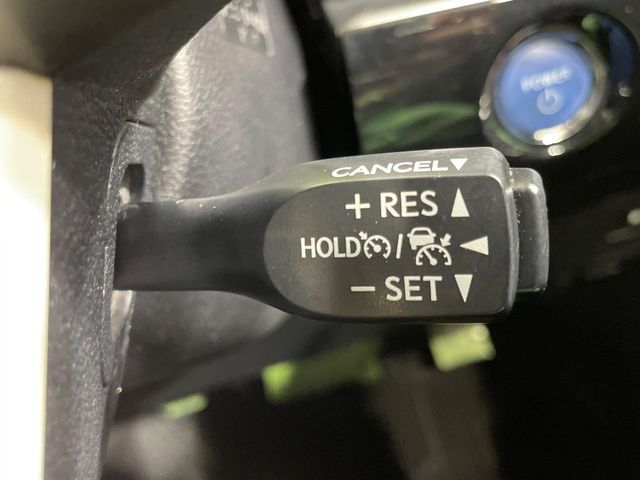 POWER
CANCEL▼
+ RES ▲
HOLD / ◀
− SET ▼